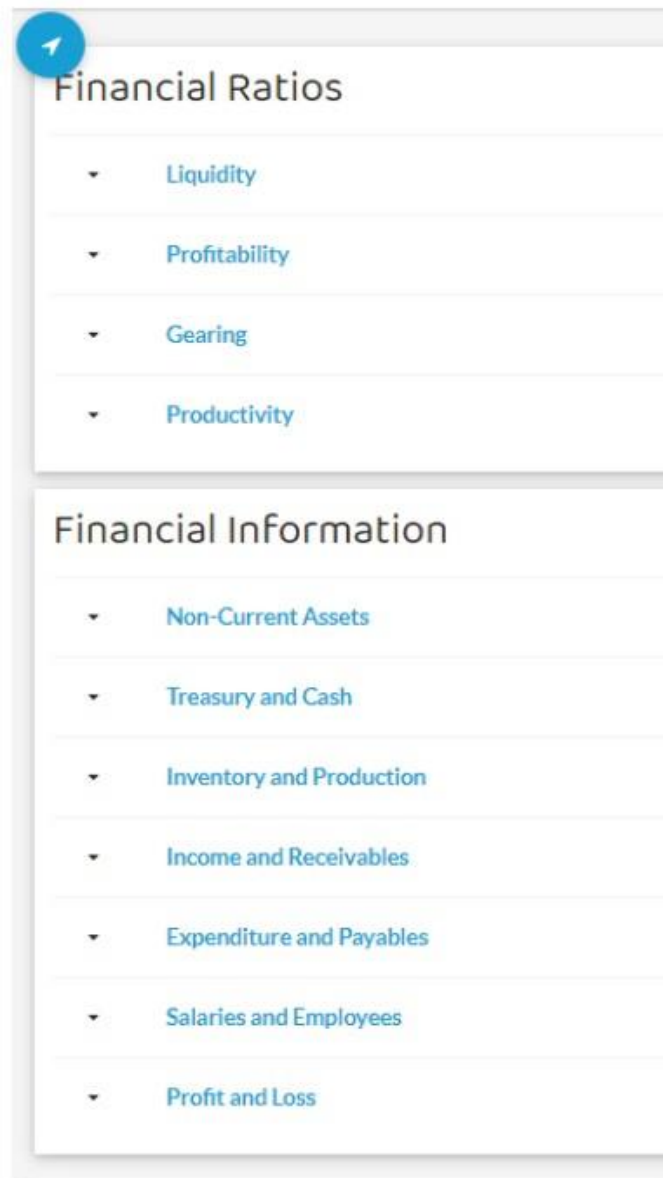 Financial Ratios
Liquidity
Profitability
Gearing
Productivity
Financial Information
Non-Current Assets
Treasury and Cash
Inventory and Production
Income and Receivables
Expenditure and Payables
Salaries and Employees
Profit and Loss